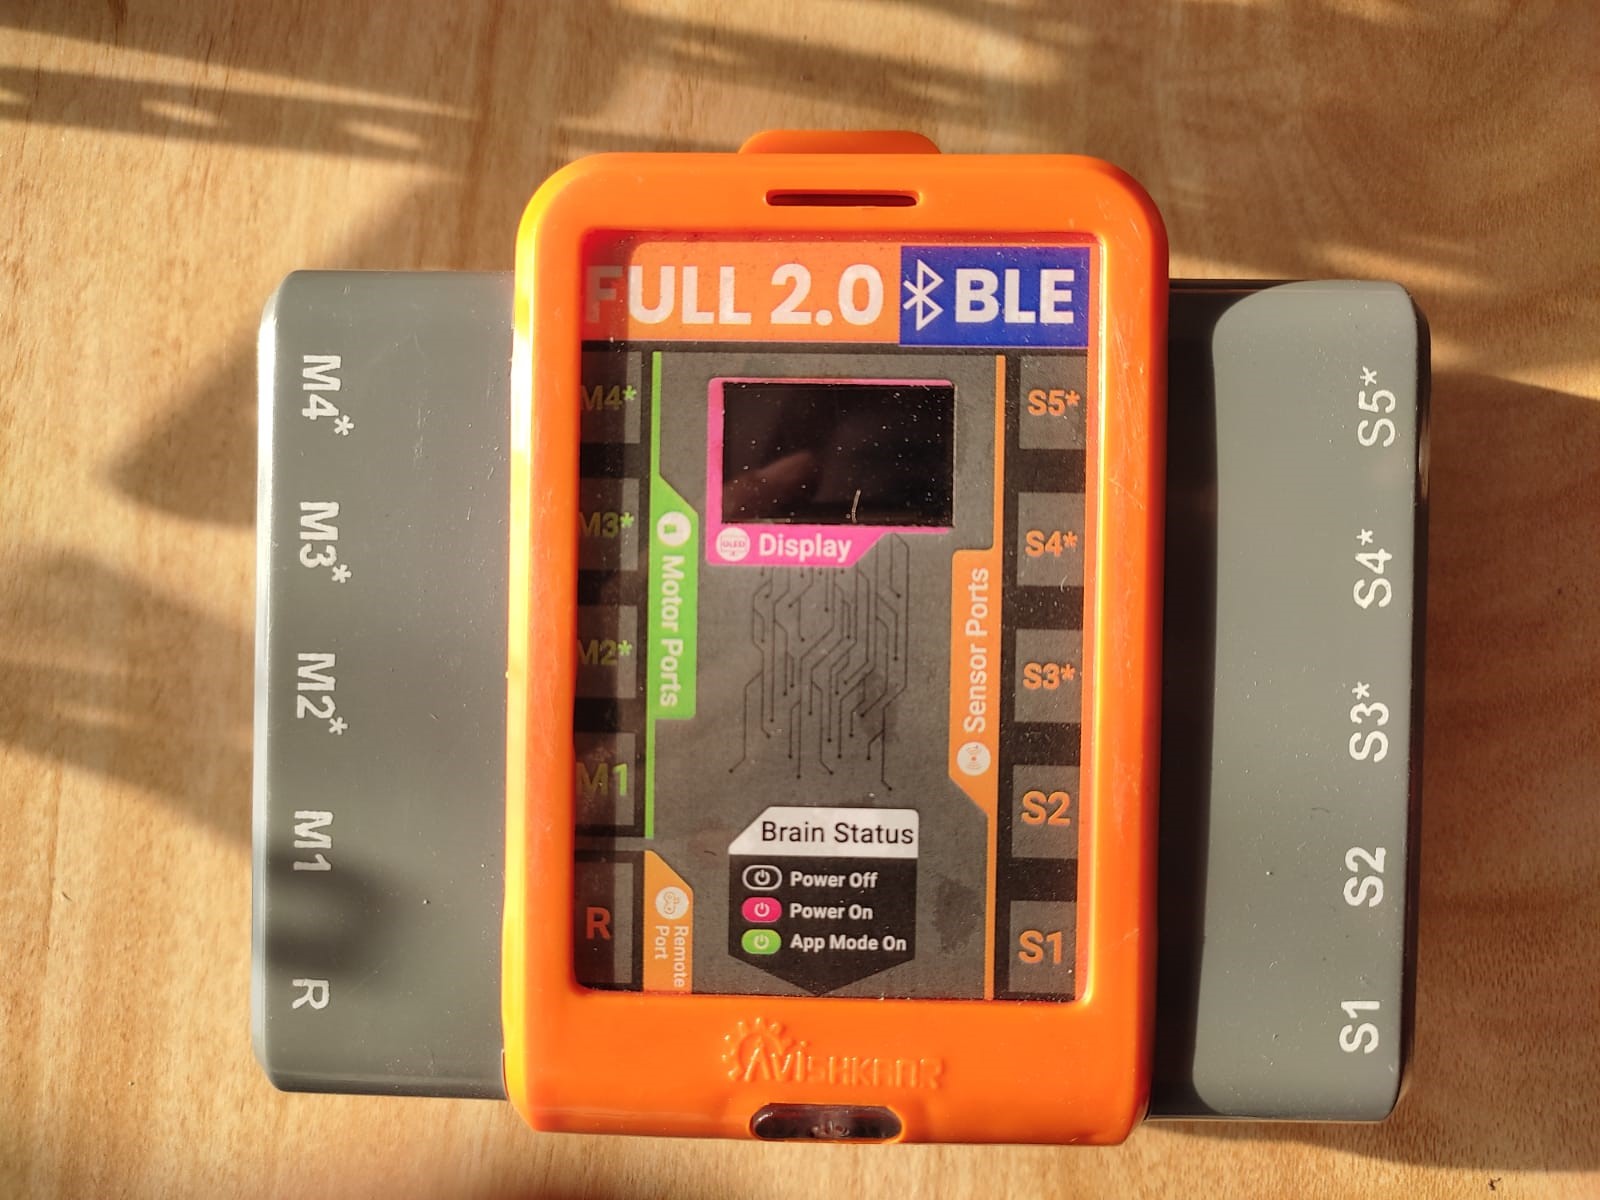 FULL 2.0 BLE
M4*
M3*
M2*
M1
R
M4*
M3*
M2*
M1
R
Motor Ports
Remote
Port
OLED
Display
Brain Status
Power Off
Power On
App Mode On
Sensor Ports
S5*
S4*
S3*
S2
S1
S5*
S4*
S3*
S2
S1
AVISHKAAR